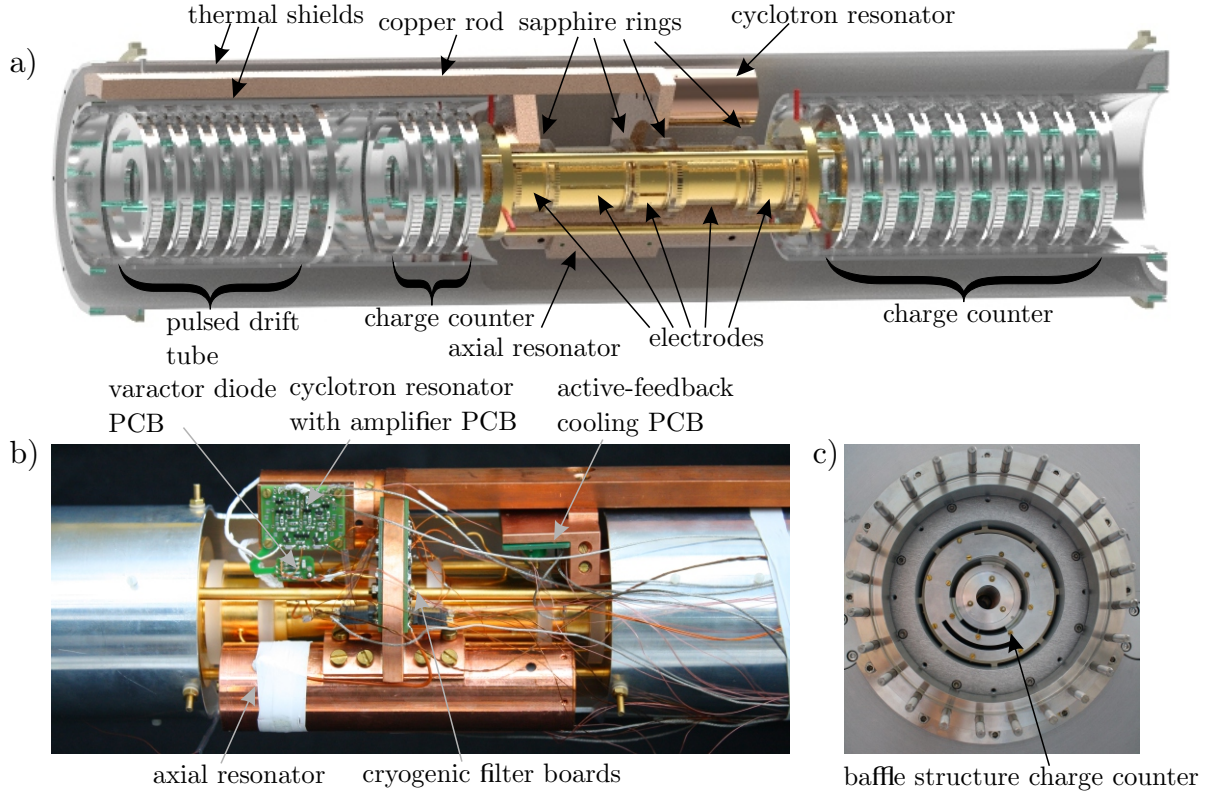 thermal shields
copper rod
sapphire rings
cyclotron resonator
a)
pulsed drift
tube
charge counter
axial resonator
electrodes
charge counter
varactor diode
PCB
cyclotron resonator
with amplifier PCB
active-feedback
cooling PCB
b)
c)
axial resonator
cryogenic filter boards
baffle structure charge counter